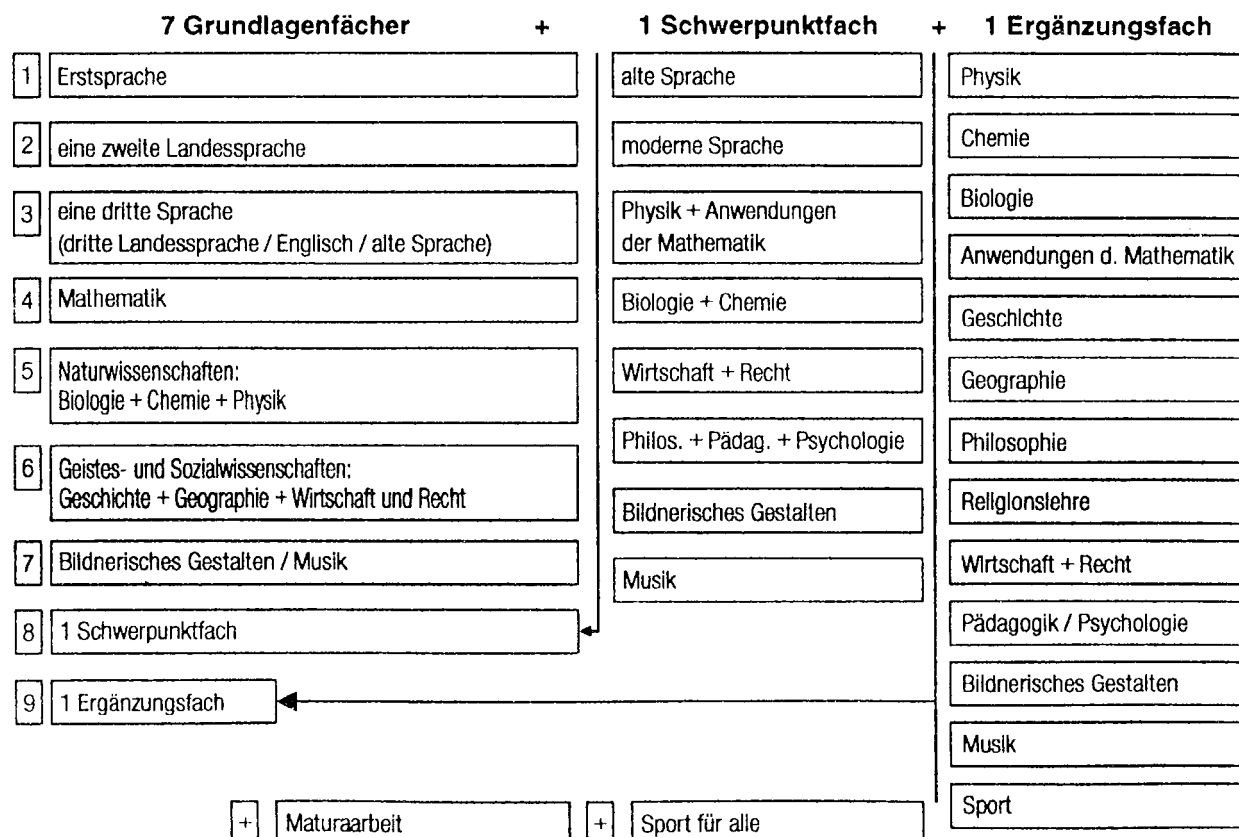 7 Grundlagenfächer + 1 Schwerpunktfach + 1 Ergänzungsfach
1 Erstsprache
2 eine zweite Landessprache
3 eine dritte Sprache
(dritte Landessprache / Englisch / alte Sprache)
4 Mathematik
5 Naturwissenschaften:
Biologie + Chemie + Physik
6 Geistes- und Sozialwissenschaften:
Geschichte + Geographie + Wirtschaft und Recht
7 Bildnerisches Gestalten / Musik
8 1 Schwerpunktfach
9 1 Ergänzungsfach
alte Sprache
moderne Sprache
Physik + Anwendungen
der Mathematik
Biologie + Chemie
Wirtschaft + Recht
Philos. + Pädag. + Psychologie
Bildnerisches Gestalten
Musik
Physik
Chemie
Biologie
Anwendungen d. Mathematik
Geschichte
Geographie
Philosophie
Religionslehre
Wirtschaft + Recht
Pädagogik / Psychologie
Bildnerisches Gestalten
Musik
Sport
+ Maturaarbeit + Sport für alle